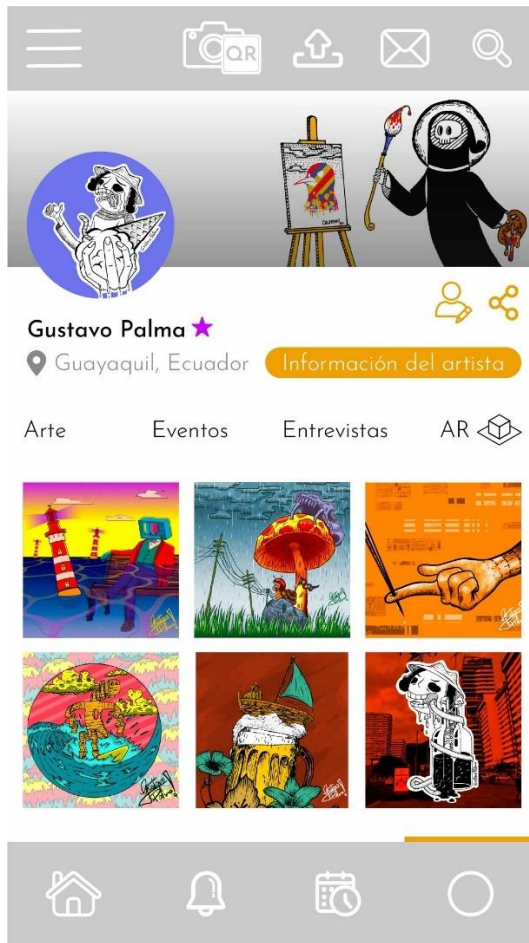 QR
Gustavo Palma
Guayaquil, Ecuador
Información del artista
Arte Eventos Entrevistas AR